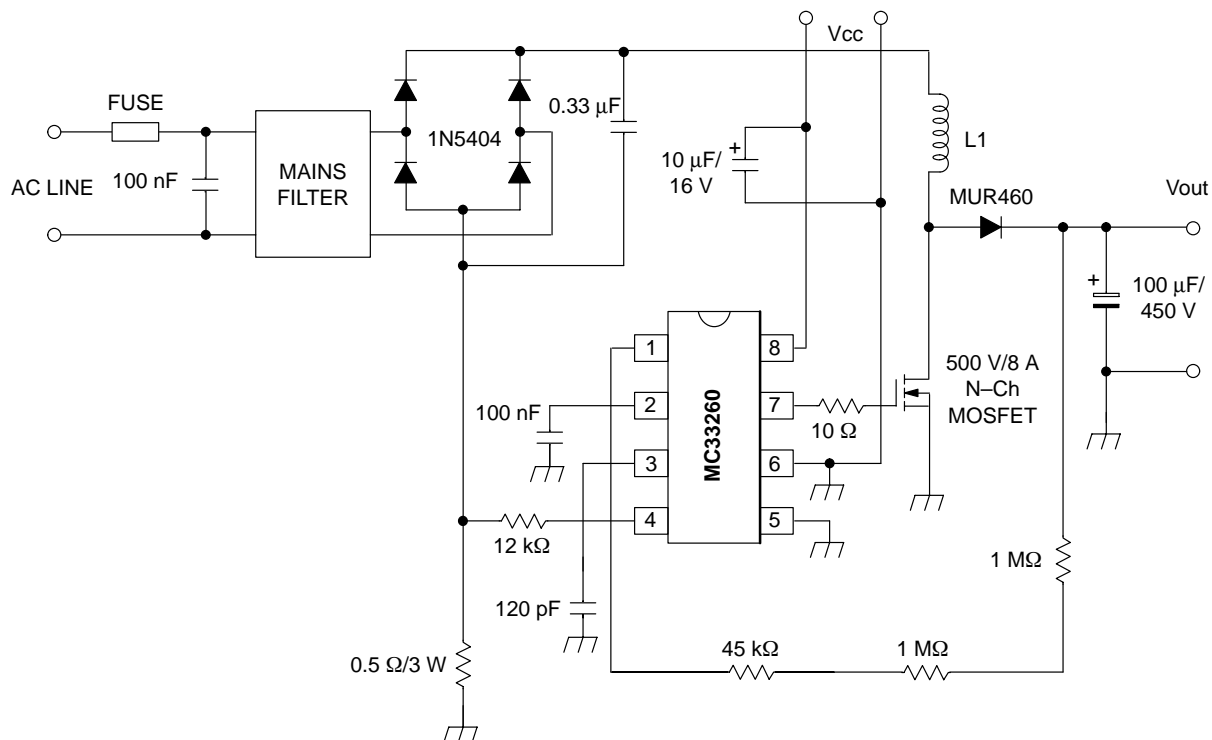 Vcc
FUSE
1N5404
0.33 μF
10 μF/
16 V
+
L1
AC LINE
100 nF
MAINS
FILTER
MUR460
Vout
+
100 μF/
450 V
1
8
500 V/8 A
N–Ch
MOSFET
100 nF
2
7
10 Ω
MC33260
3
6
4
5
12 kΩ
1 MΩ
120 pF
0.5 Ω/3 W
45 kΩ
1 MΩ